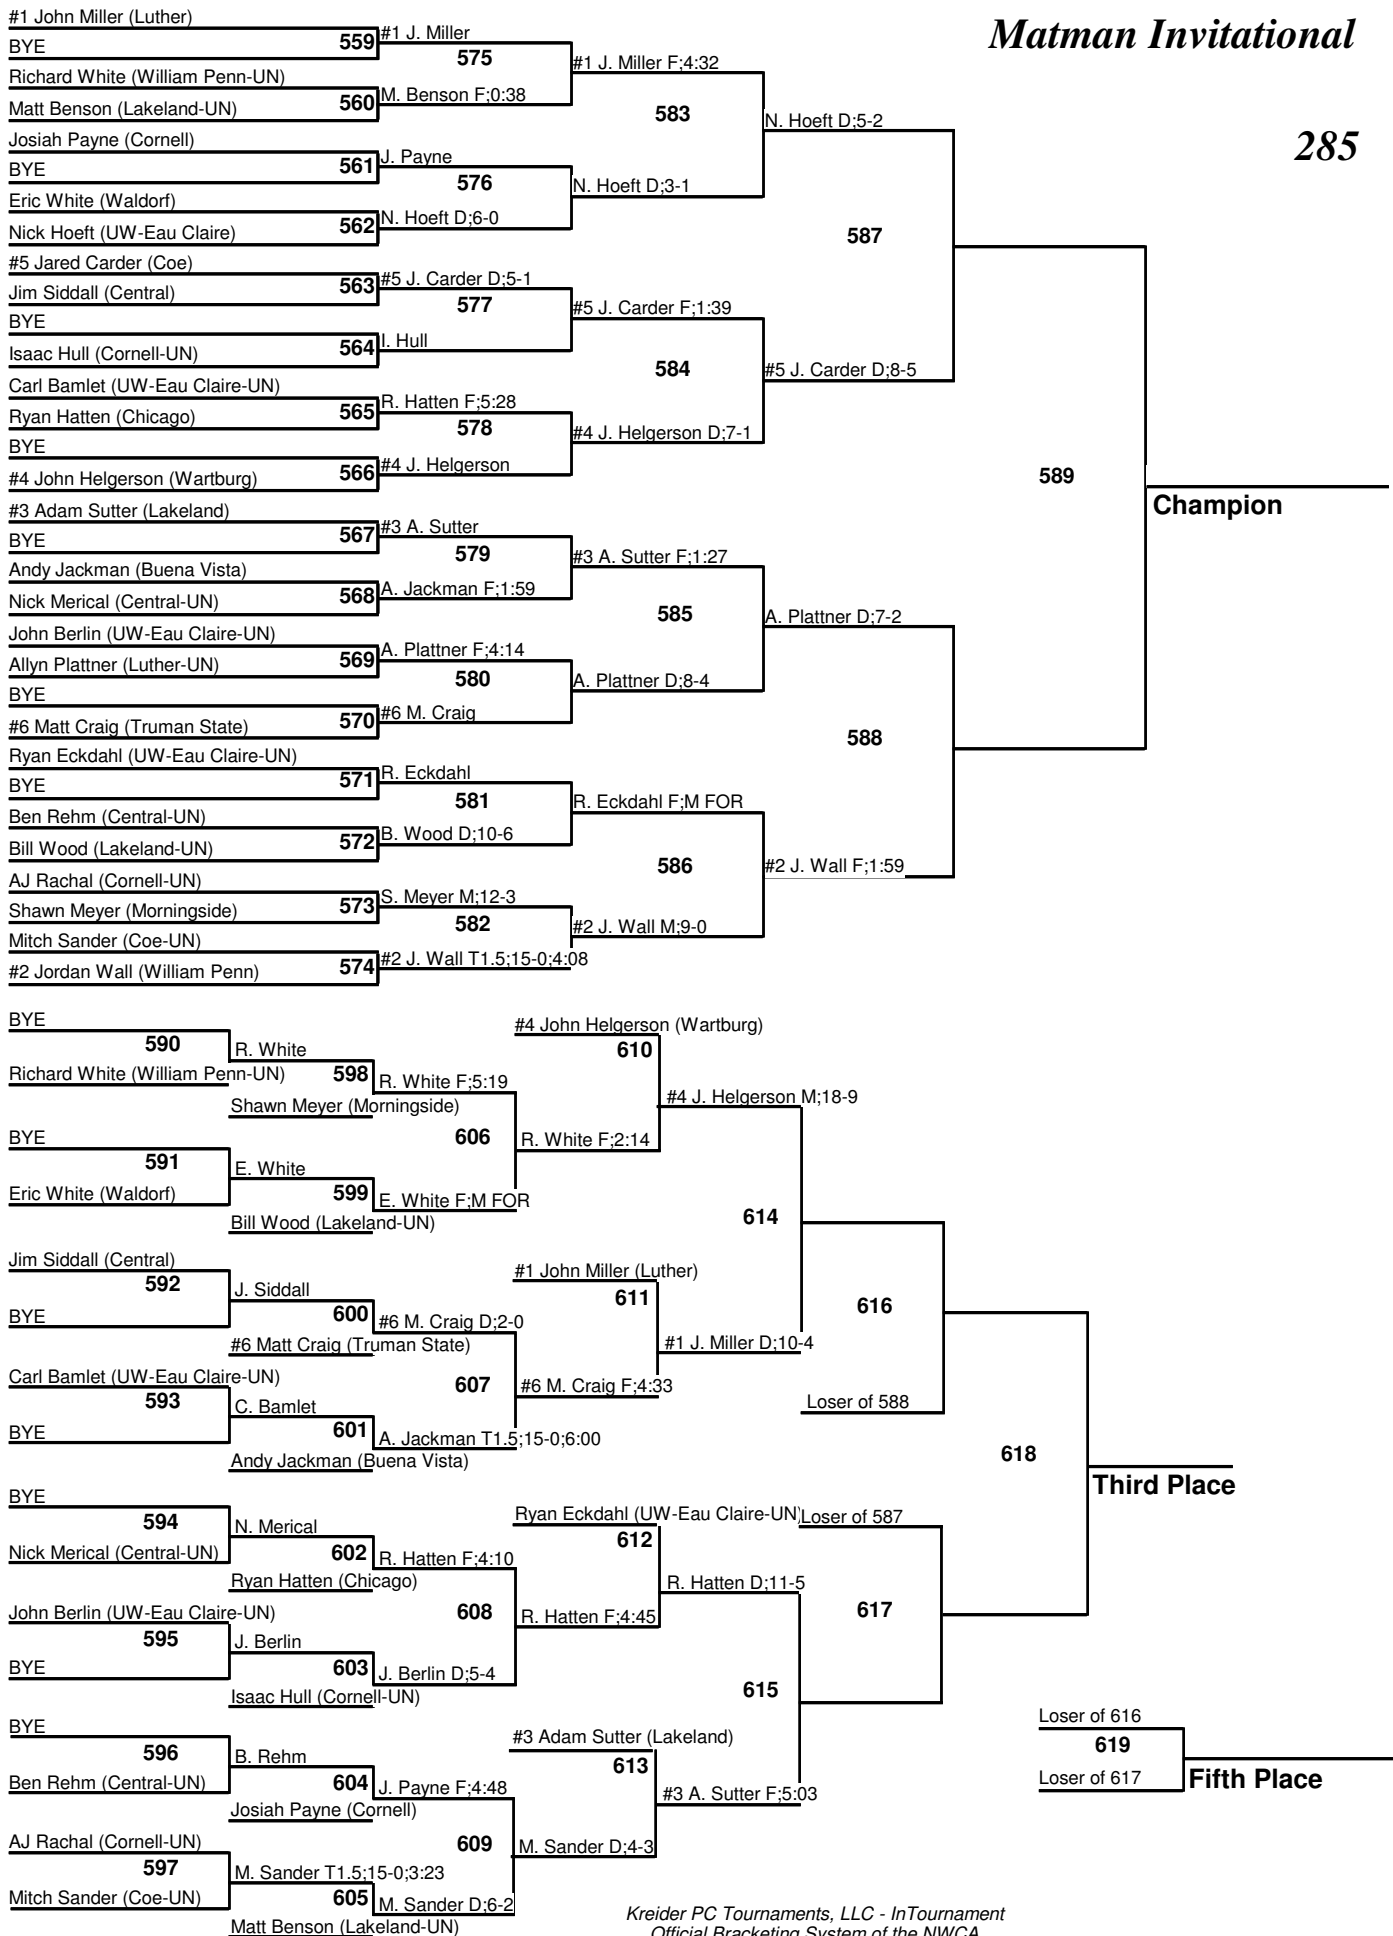 Matman Invitational
285
#1 John Miller (Luther)
BYE
559
#1 J. Miller
575
Richard White (William Penn-UN)
Matt Benson (Lakeland-UN)
560
M. Benson F;0:38
#1 J. Miller F;4:32
583
Josiah Payne (Cornell)
BYE
561
J. Payne
576
Eric White (Waldorf)
Nick Hoeft (UW-Eau Claire)
562
N. Hoeft D;6-0
N. Hoeft D;3-1
N. Hoeft D;5-2
587
#5 Jared Carder (Coe)
Jim Siddall (Central)
563
#5 J. Carder D;5-1
577
BYE
Isaac Hull (Cornell-UN)
564
I. Hull
#5 J. Carder F;1:39
584
Carl Bamlet (UW-Eau Claire-UN)
Ryan Hatten (Chicago)
565
R. Hatten F;5:28
578
BYE
#4 John Helgerson (Wartburg)
566
#4 J. Helgerson
#4 J. Helgerson D;7-1
#5 J. Carder D;8-5
589
Champion
#3 Adam Sutter (Lakeland)
BYE
567
#3 A. Sutter
579
Andy Jackman (Buena Vista)
Nick Merical (Central-UN)
568
A. Jackman F;1:59
#3 A. Sutter F;1:27
585
John Berlin (UW-Eau Claire-UN)
Allyn Plattner (Luther-UN)
569
A. Plattner F;4:14
580
BYE
#6 Matt Craig (Truman State)
570
#6 M. Craig
A. Plattner D;8-4
A. Plattner D;7-2
588
Ryan Eckdahl (UW-Eau Claire-UN)
BYE
571
R. Eckdahl
581
Ben Rehm (Central-UN)
Bill Wood (Lakeland-UN)
572
B. Wood D;10-6
R. Eckdahl F;M FOR
586
AJ Rachal (Cornell-UN)
Shawn Meyer (Morningside)
573
S. Meyer M;12-3
582
Mitch Sander (Coe-UN)
#2 Jordan Wall (William Penn)
574
#2 J. Wall T1.5;15-0;4:08
#2 J. Wall M;9-0
#2 J. Wall F;1:59
BYE
590
Richard White (William Penn-UN)
R. White
598
Shawn Meyer (Morningside)
R. White F;5:19
606
BYE
591
Eric White (Waldorf)
E. White
599
Bill Wood (Lakeland-UN)
E. White F;M FOR
R. White F;2:14
#4 John Helgerson (Wartburg)
610
#4 J. Helgerson M;18-9
614
Jim Siddall (Central)
592
BYE
J. Siddall
600
#6 Matt Craig (Truman State)
#6 M. Craig D;2-0
607
Carl Bamlet (UW-Eau Claire-UN)
593
BYE
C. Bamlet
601
Andy Jackman (Buena Vista)
A. Jackman T1.5;15-0;6:00
#6 M. Craig F;4:33
#1 John Miller (Luther)
611
#1 J. Miller D;10-4
616
Loser of 588
618
Third Place
BYE
594
Nick Merical (Central-UN)
N. Merical
602
Ryan Hatten (Chicago)
R. Hatten F;4:10
608
John Berlin (UW-Eau Claire-UN)
595
BYE
J. Berlin
603
Isaac Hull (Cornell-UN)
J. Berlin D;5-4
R. Hatten F;4:45
Ryan Eckdahl (UW-Eau Claire-UN)
612
R. Hatten D;11-5
Loser of 587
617
615
BYE
596
Ben Rehm (Central-UN)
B. Rehm
604
Josiah Payne (Cornell)
J. Payne F;4:48
609
AJ Rachal (Cornell-UN)
597
Mitch Sander (Coe-UN)
M. Sander T1.5;15-0;3:23
605
Matt Benson (Lakeland-UN)
M. Sander D;6-2
M. Sander D;4-3
#3 Adam Sutter (Lakeland)
613
#3 A. Sutter F;5:03
Loser of 616
619
Loser of 617
Fifth Place
Kreider PC Tournaments, LLC - InTournament
Official Bracketing System of the NWCA